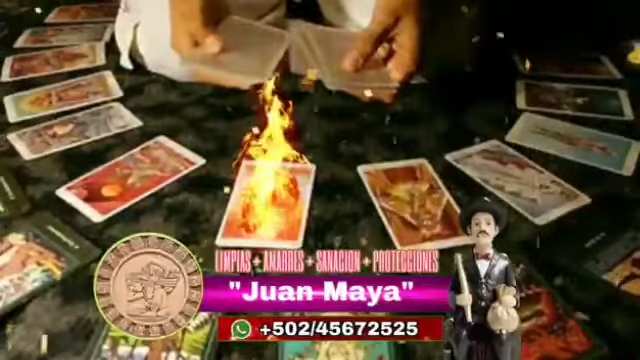 LIMPIAS + AMARRES + SANACION + PROTECCIONES
"Juan Maya"
+502/45672525